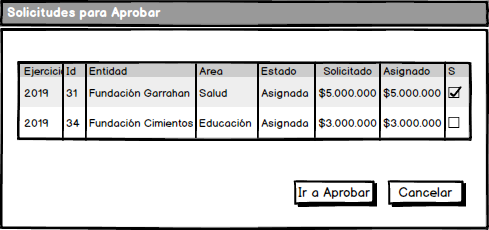 Solicitudes para Aprobar
Ejercicio Id Entidad Area Estado Solicitado Asignado S
2019 31 Fundación Garrahan Salud Asignada $5.000.000 $5.000.000
2019 34 Fundación Cimientos Educación Asignada $3.000.000 $3.000.000
Ir a Aprobar Cancelar